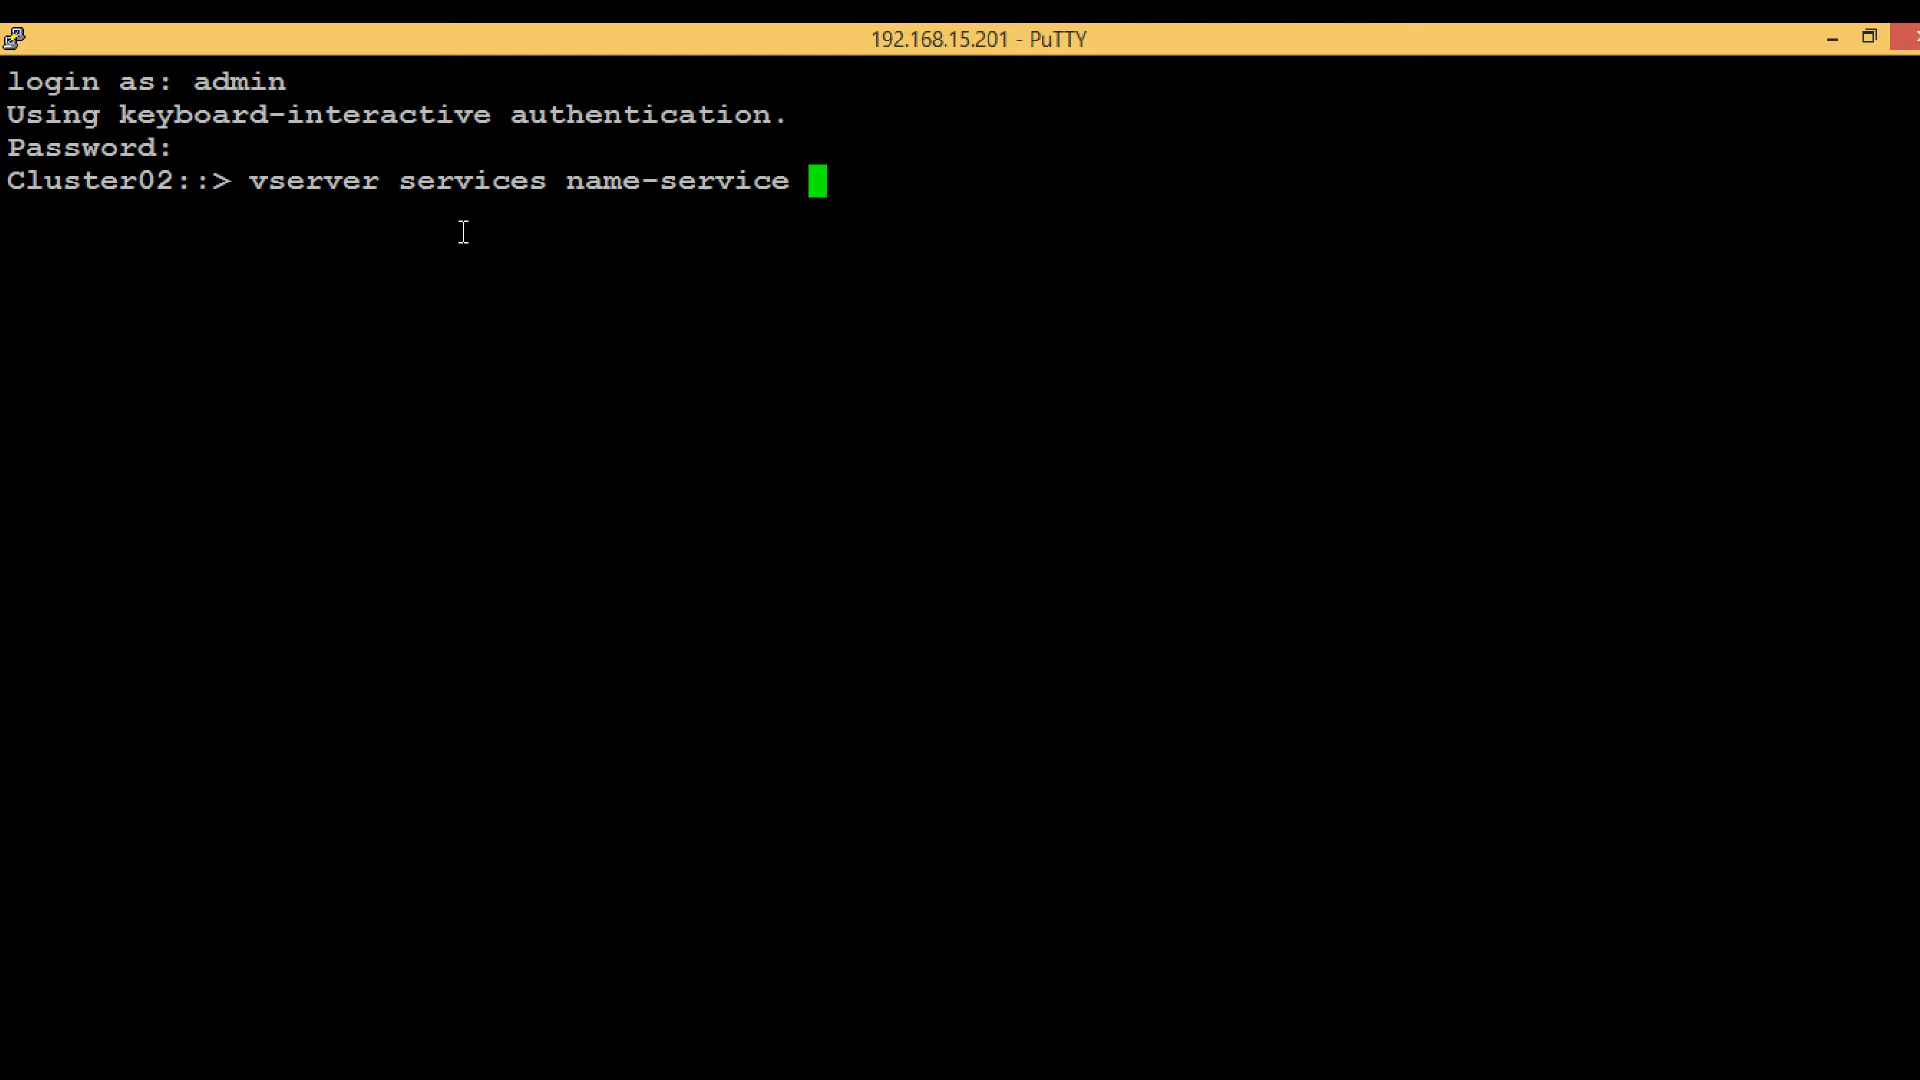 192.168.15.201 - PuTTY
login as: admin
Using keyboard-interactive authentication.
Password:
Cluster02::> vserver services name-service